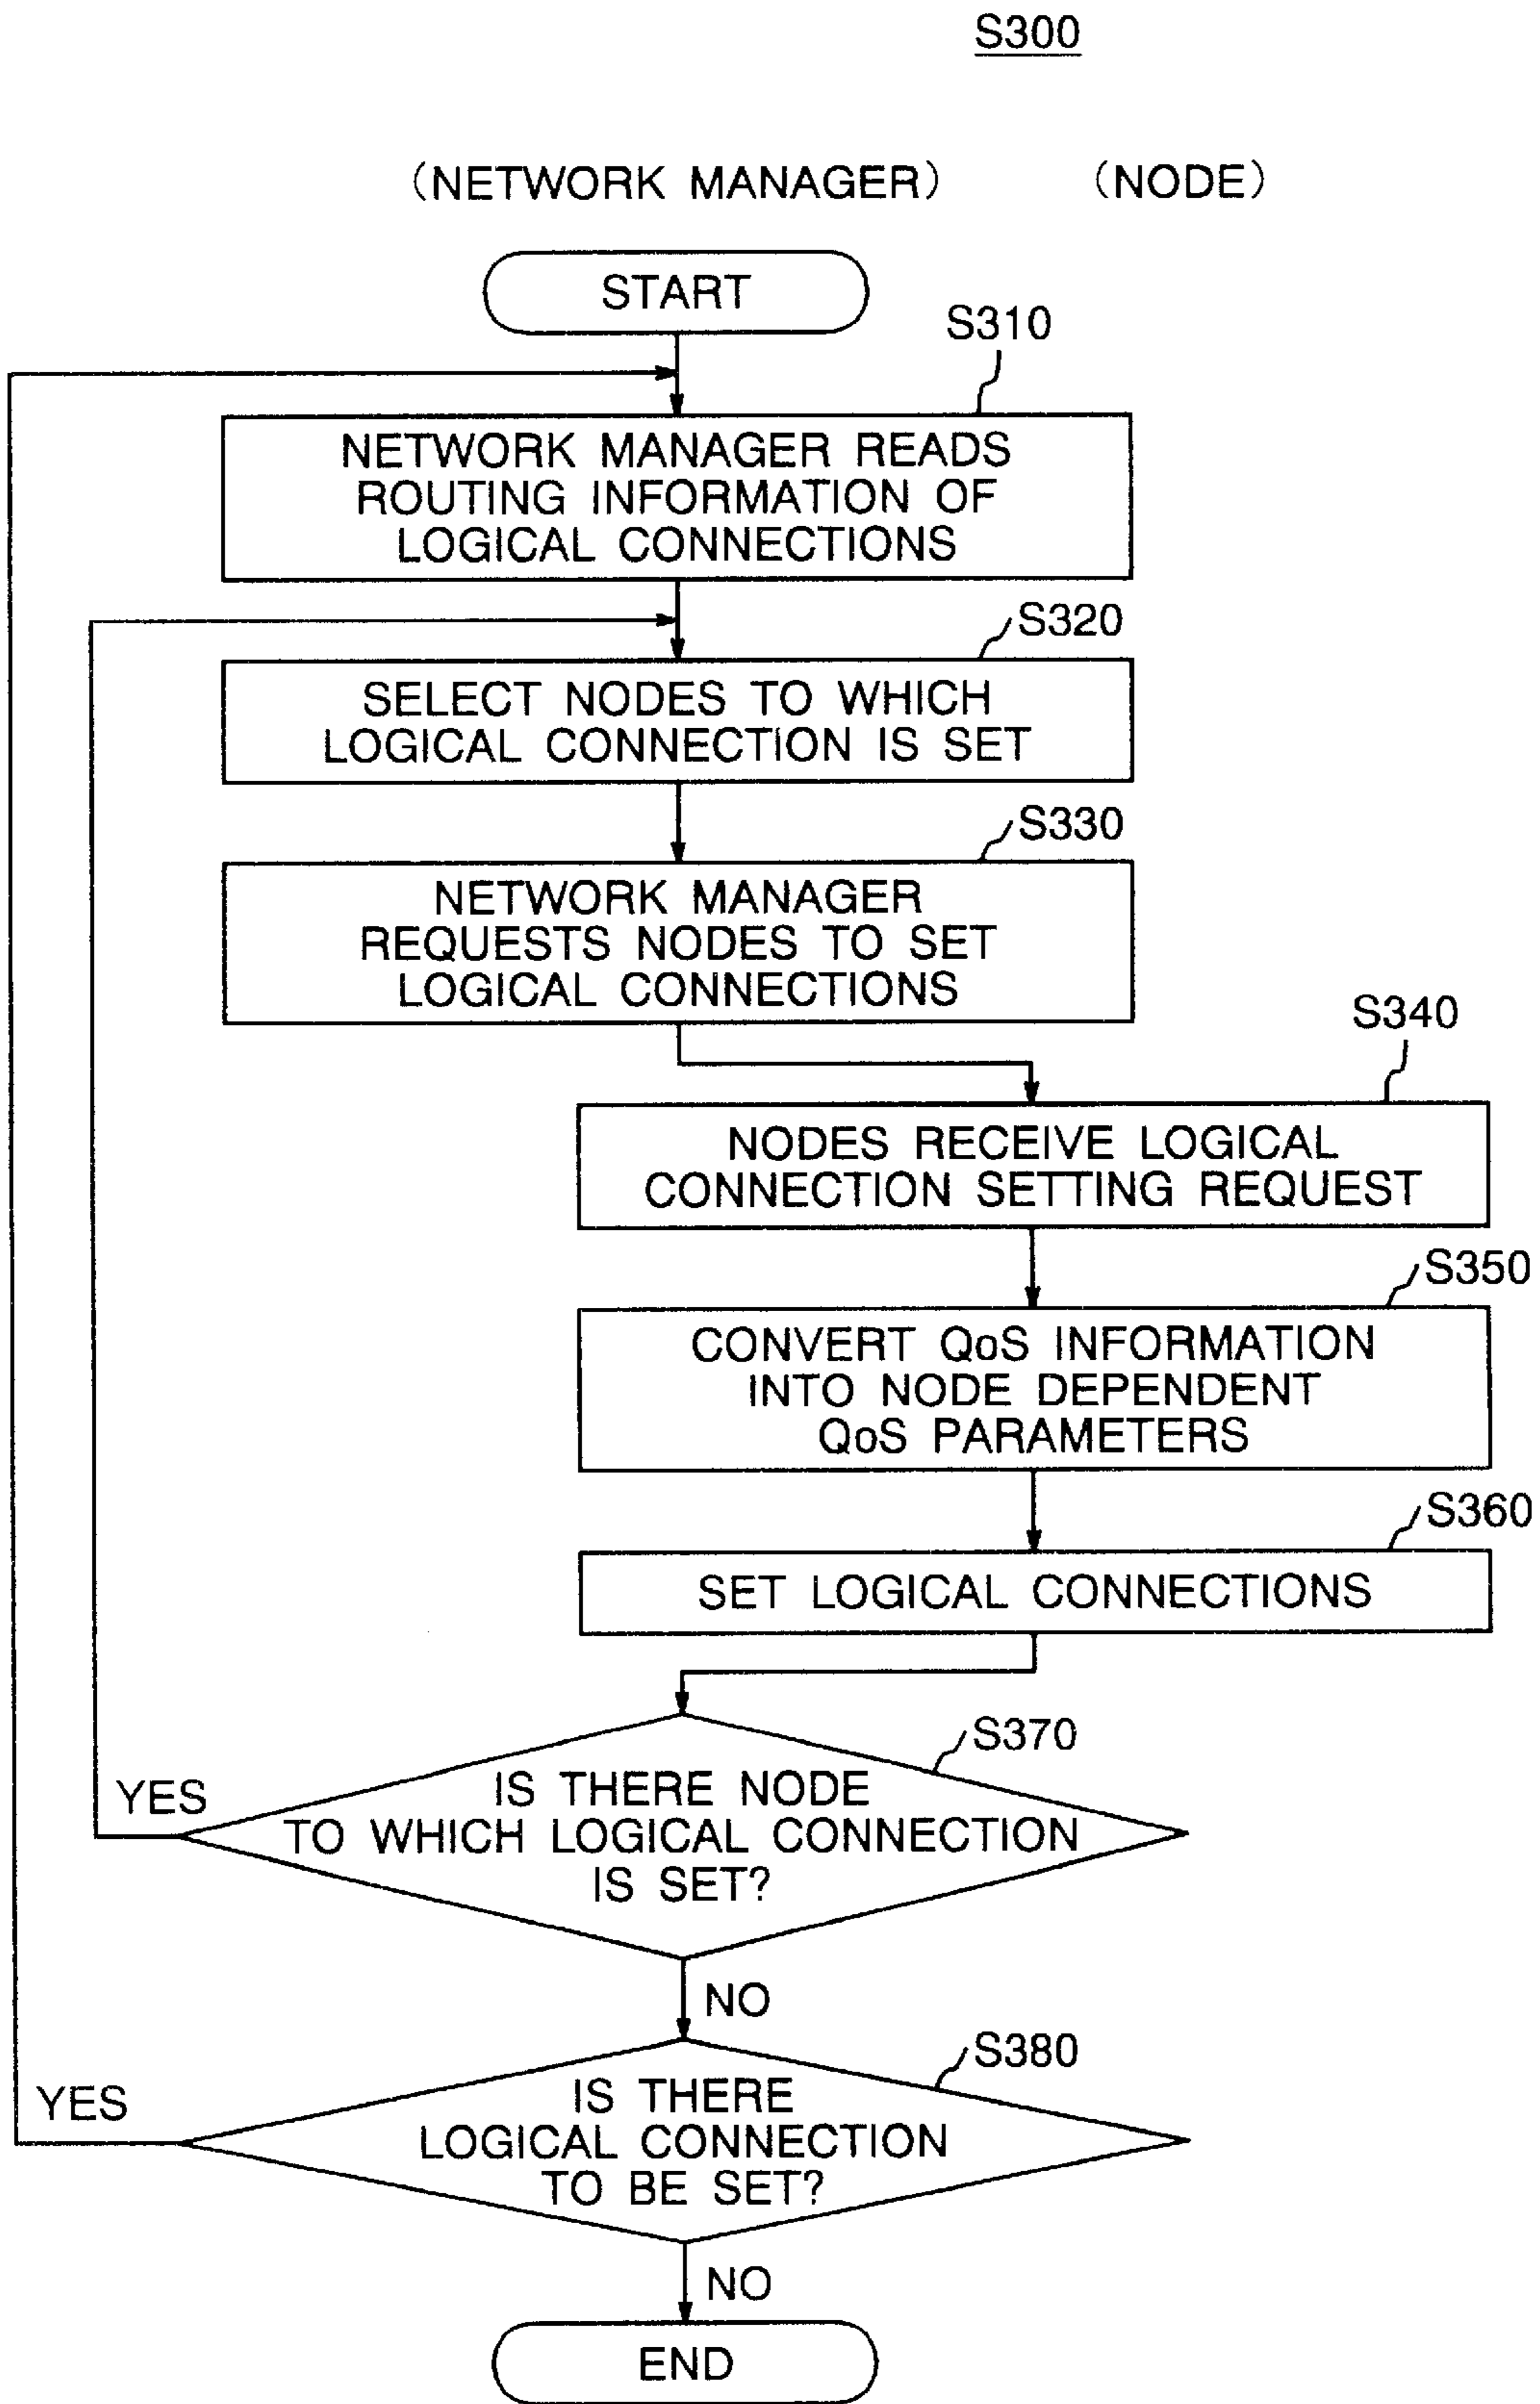 S300
(NETWORK MANAGER) (NODE)
START
S310
NETWORK MANAGER READS
ROUTING INFORMATION OF
LOGICAL CONNECTIONS
S320
SELECT NODES TO WHICH
LOGICAL CONNECTION IS SET
S330
NETWORK MANAGER
REQUESTS NODES TO SET
LOGICAL CONNECTIONS
S340
NODES RECEIVE LOGICAL
CONNECTION SETTING REQUEST
S350
CONVERT QoS INFORMATION
INTO NODE DEPENDENT
QoS PARAMETERS
S360
SET LOGICAL CONNECTIONS
S370
IS THERE NODE
TO WHICH LOGICAL CONNECTION
IS SET?
YES
NO
S380
IS THERE
LOGICAL CONNECTION
TO BE SET?
YES
NO
END